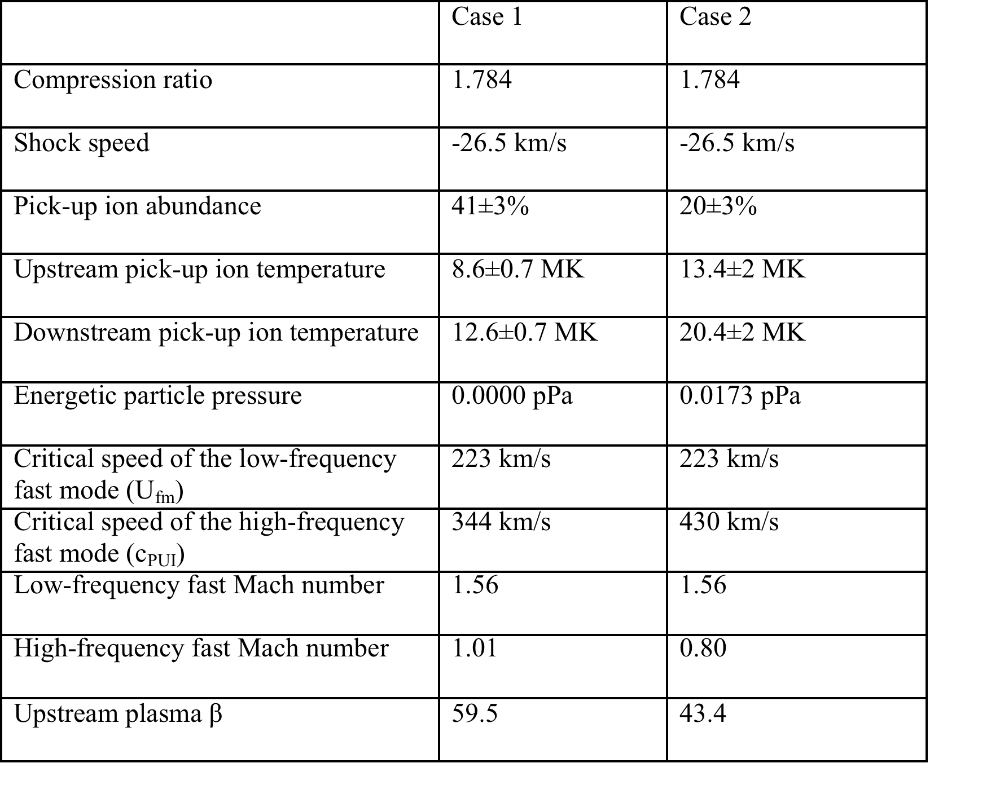 Case 1 Case 2
Compression ratio 1.784 1.784
Shock speed -26.5 km/s -26.5 km/s
Pick-up ion abundance 41±3% 20±3%
Upstream pick-up ion temperature 8.6±0.7 MK 13.4±2 MK
Downstream pick-up ion temperature 12.6±0.7 MK 20.4±2 MK
Energetic particle pressure 0.0000 pPa 0.0173 pPa
Critical speed of the low-frequency 223 km/s 223 km/s
fast mode (Ufm)
Critical speed of the high-frequency 344 km/s 430 km/s
fast mode (cPUI)
Low-frequency fast Mach number 1.56 1.56
High-frequency fast Mach number 1.01 0.80
Upstream plasma β 59.5 43.4